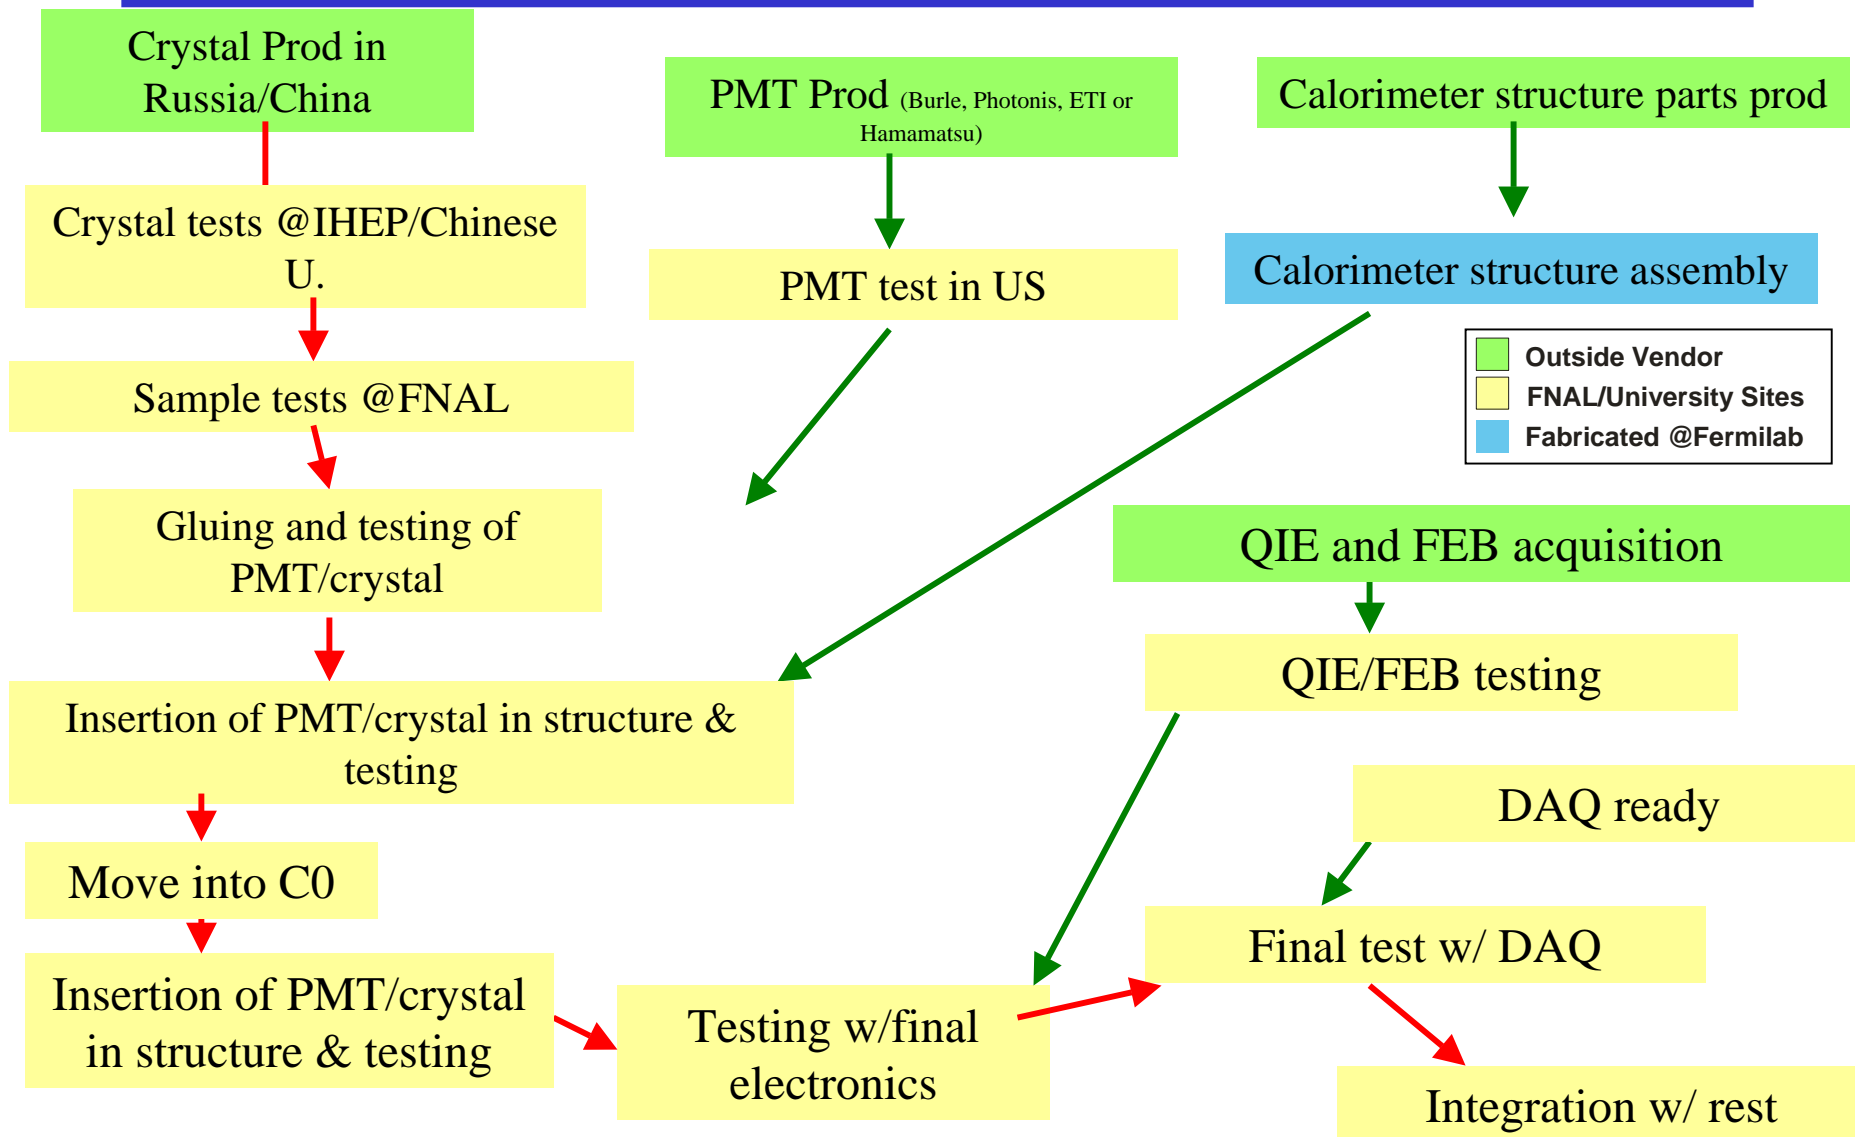 Crystal Prod in
Russia/China
PMT Prod (Burle, Photonis, ETI or
Hamamatsu)
Calorimeter structure parts prod
Crystal tests @IHEP/Chinese
U.
PMT test in US
Calorimeter structure assembly
Outside Vendor
FNAL/University Sites
Fabricated @Fermilab
Sample tests @FNAL
Gluing and testing of
PMT/crystal
QIE and FEB acquisition
QIE/FEB testing
Insertion of PMT/crystal in structure &
testing
DAQ ready
Move into C0
Final test w/ DAQ
Insertion of PMT/crystal
in structure & testing
Testing w/final
electronics
Integration w/ rest